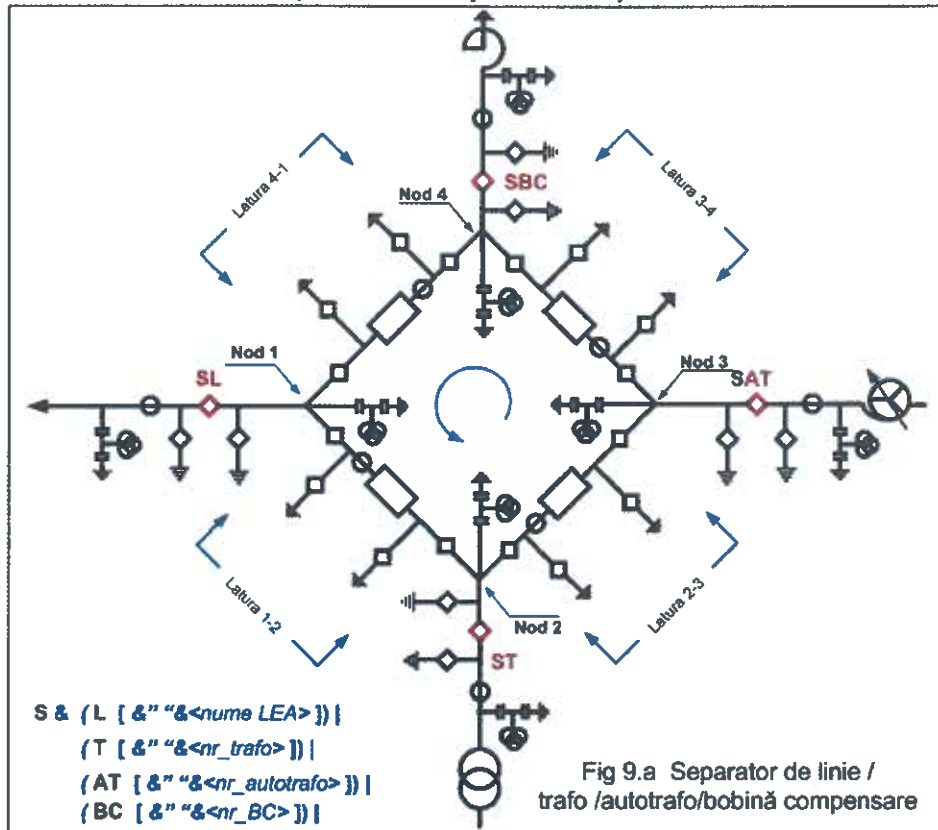 Latura 4-1
Latura 3-4
SBC
Nod 4
Nod 1
SL
Nod 3
SAT
Latura 1-2
Latura 2-3
Nod 2
ST
S & ( L [ &" "&<nume LEA> ]) |
( T [ &" "&<nr_trafo> ]) |
( AT [ &" "&<nr_autotrafo> ]) |
( BC [ &" "&<nr_BC> ]) |
Fig 9.a Separator de linie /
trafo /autotrafo/bobină compensare